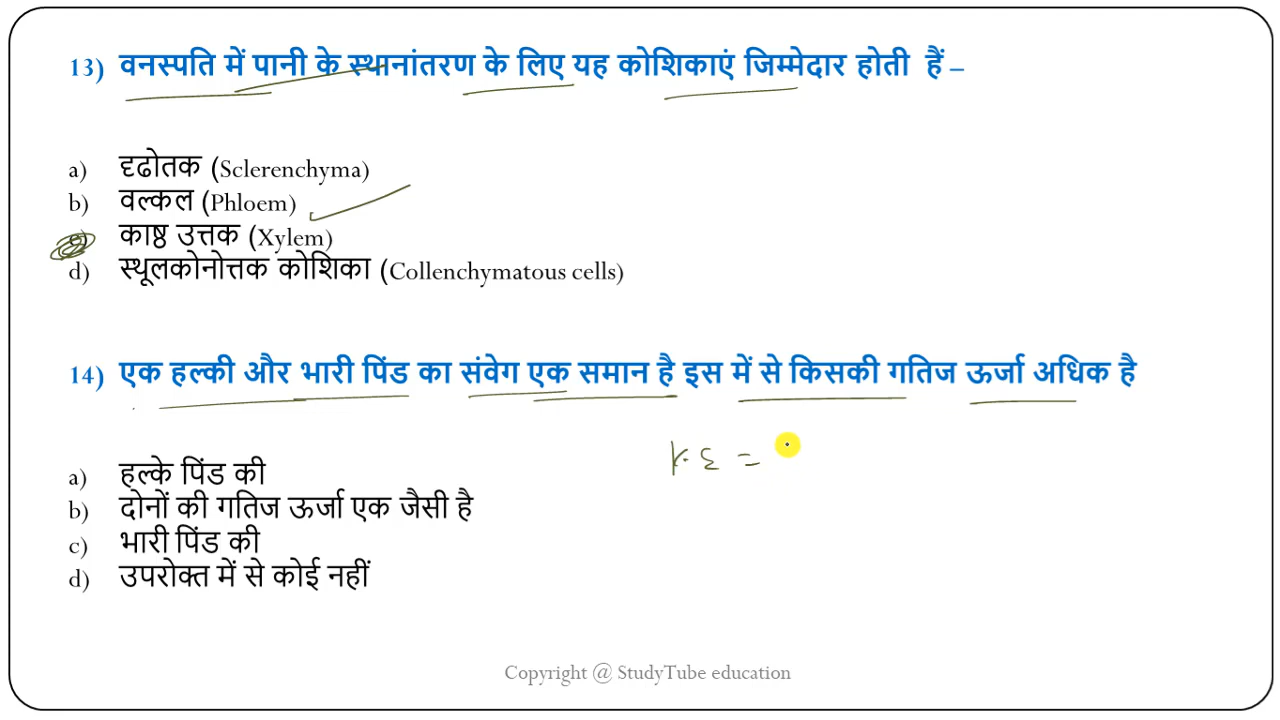 13) वनस्पति में पानी के स्थानांतरण के लिए यह कोशिकाएं जिम्मेदार होती हैं –
a) दृढोतक (Sclerenchyma)
b) वल्कल (Phloem)
c) काष्ठ उत्तक (Xylem)
d) स्थूलकोनोत्तक कोशिका (Collenchymatous cells)
14) एक हल्की और भारी पिंड का संवेग एक समान है इस में से किसकी गतिज ऊर्जा अधिक है
K.E =
a) हल्के पिंड की
b) दोनों की गतिज ऊर्जा एक जैसी है
c) भारी पिंड की
d) उपरोक्त में से कोई नहीं
Copyright @ StudyTube education